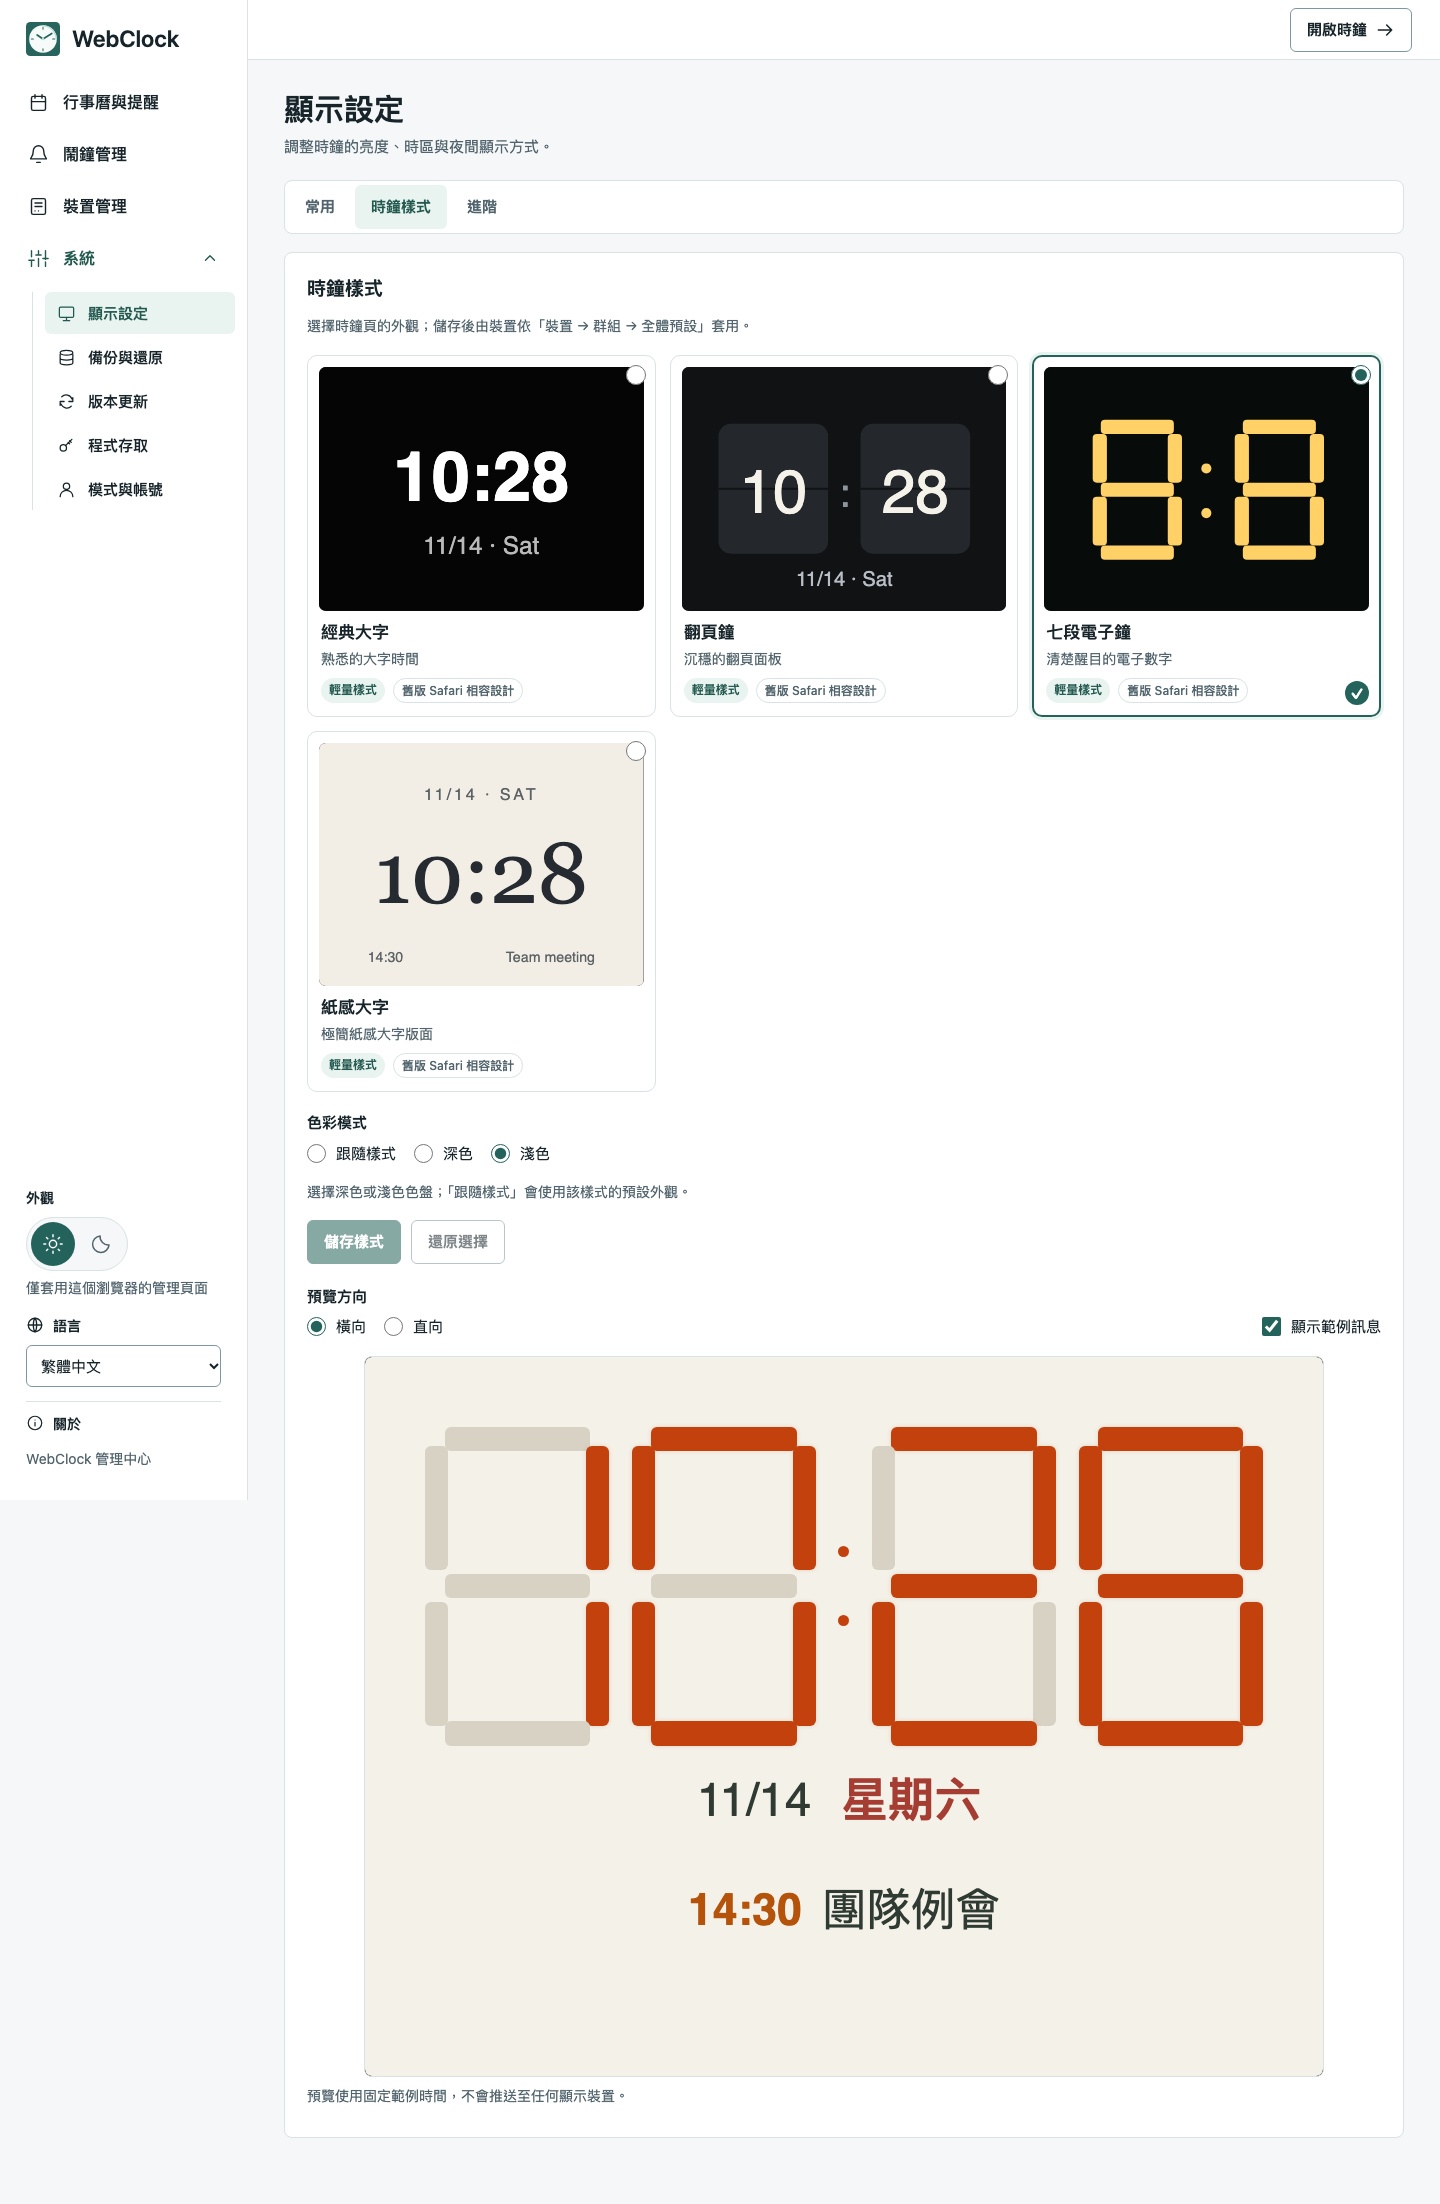 WebClock
開啟時鐘
行事曆與提醒
鬧鐘管理
裝置管理
系統
顯示設定
備份與還原
版本更新
程式存取
模式與帳號
外觀
僅套用這個瀏覽器的管理頁面
語言
繁體中文
關於
WebClock 管理中心
顯示設定
調整時鐘的亮度、時區與夜間顯示方式。
常用 時鐘樣式 進階
時鐘樣式
選擇時鐘頁的外觀；儲存後由裝置依「裝置 → 群組 → 全體預設」套用。
10:28
11/14 · Sat
經典大字
熟悉的大字時間
輕量樣式 舊版 Safari 相容設計
10 : 28
11/14 · Sat
翻頁鐘
沉穩的翻頁面板
輕量樣式 舊版 Safari 相容設計
8:8
七段電子鐘
清楚醒目的電子數字
輕量樣式 舊版 Safari 相容設計
11/14 · SAT
10:28
14:30 Team meeting
紙感大字
極簡紙感大字版面
輕量樣式 舊版 Safari 相容設計
色彩模式
跟隨樣式 深色 淺色
選擇深色或淺色色盤；「跟隨樣式」會使用該樣式的預設外觀。
儲存樣式 還原選擇
預覽方向
橫向 直向 顯示範例訊息
10:28
11/14 星期六
14:30 團隊例會
預覽使用固定範例時間，不會推送至任何顯示裝置。